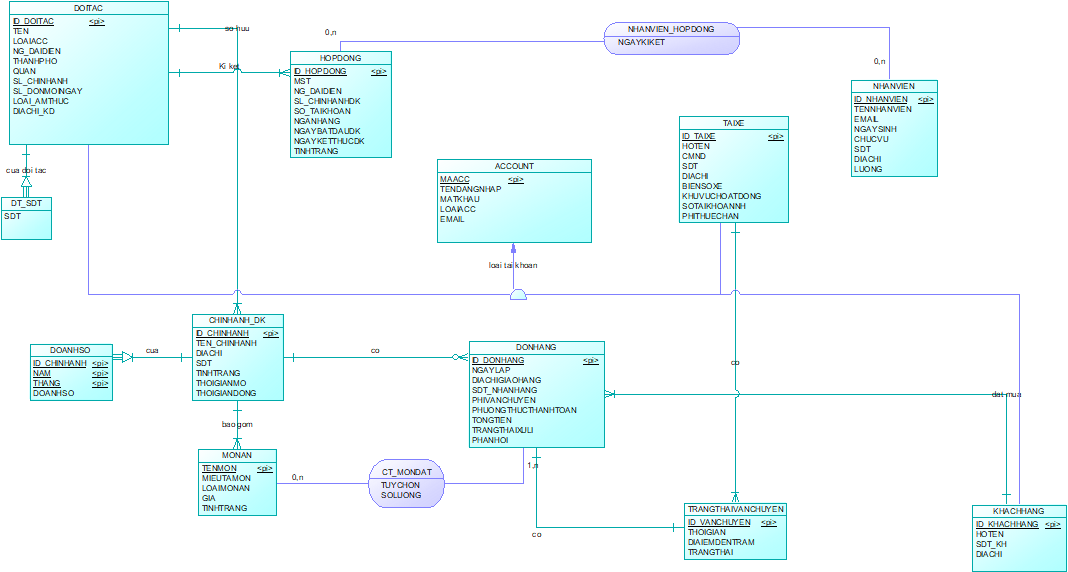 DOITAC
ID_DOITAC <pi>
TEN
LOAIACC
NG_DAIDIEN
THANHPHO
QUAN
SL_CHINHANH
SL_DONMOINGAY
LOAI_AMTHUC
DIACHI_KD
so huu
Ki ket
0,n
HOPDONG
ID_HOPDONG <pi>
MST
NG_DAIDIEN
SL_CHINHANHDK
SO_TAIKHOAN
NGANHANG
NGAYBATDAUDK
NGAYKETTHUCDK
TINHTRANG
NHANVIEN_HOPDONG
NGAYKIKET
0,n
NHANVIEN
ID_NHANVIEN <pi>
TENNHANVIEN
EMAIL
NGAYSINH
CHUCVU
SDT
DIACHI
LUONG
TAIXE
ID_TAIXE <pi>
HOTEN
CMND
SDT
DIACHI
BIENSOXE
KHUVUCHOATDONG
SOTAIKHOANNH
PHITHUECHAN
ACCOUNT
MAACC <pi>
TENDANGNHAP
MATKHAU
LOAIACC
EMAIL
cua doi tac
DT_SDT
SDT
loai tai khoan
CHINHANH_DK
ID_CHINHANH <pi>
TEN_CHINHANH
DIACHI
SDT
TINHTRANG
THOIGIANMO
THOIGIANDONG
DOANHSO
ID_CHINHANH <pi>
NAM <pi>
THANG <pi>
DOANHSO
cua
co
DONHANG
ID_DONHANG <pi>
NGAYLAP
DIACHIGIAOHANG
SDT_NHANHANG
PHIVANCHUYEN
PHUONGTHUCTHANHTOAN
TONGTIEN
TRANGTHAIXULI
PHANHOI
co
dat mua
bao gom
MONAN
TENMON <pi>
MIEUTAMON
LOAIMONAN
GIA
TINHTRANG
0,n
CT_MONDAT
TUYCHON
SOLUONG
1,n
co
TRANGTHAIVANCHUYEN
ID_VANCHUYEN <pi>
THOIGIAN
DIAIEMDENTRAM
TRANGTHAI
KHACHHANG
ID_KHACHHANG <pi>
HOTEN
SDT_KH
DIACHI